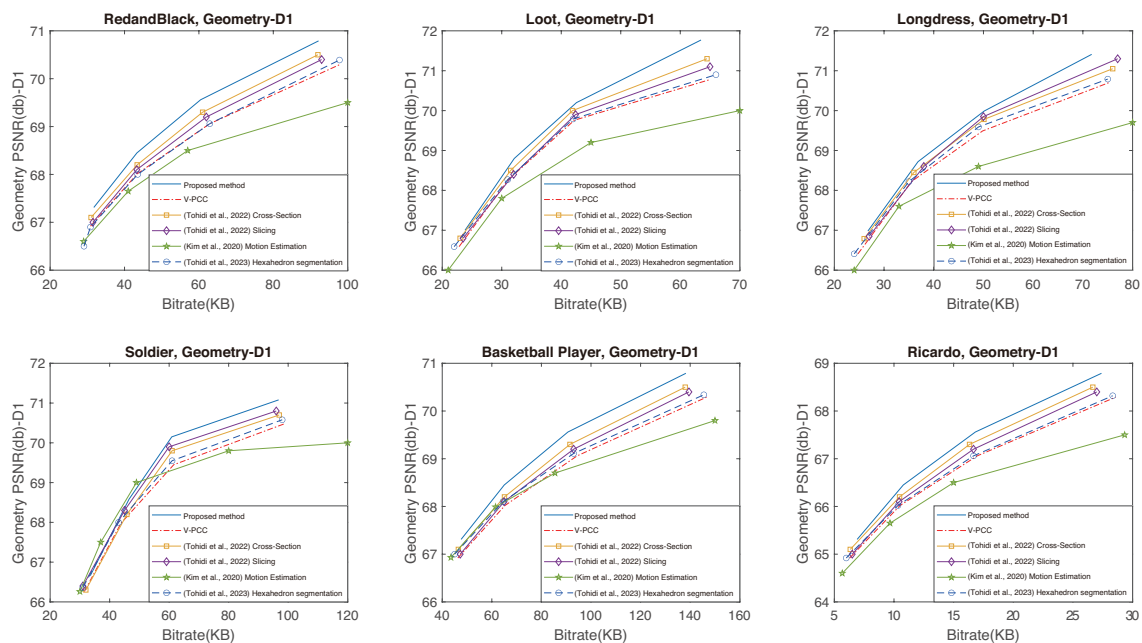 RedandBlack, Geometry-D1
Geometry PSNR(db)-D1
71
70
69
68
67
66
20
40
60
80
100
Bitrate(KB)
Proposed method
V-PCC
(Tohidi et al., 2022) Cross-Section
(Tohidi et al., 2022) Slicing
(Kim et al., 2020) Motion Estimation
(Tohidi et al., 2023) Hexahedron segmentation
Loot, Geometry-D1
Geometry PSNR(db)-D1
72
71
70
69
68
67
66
20
30
40
50
60
70
Bitrate(KB)
Proposed method
V-PCC
(Tohidi et al., 2022) Cross-Section
(Tohidi et al., 2022) Slicing
(Kim et al., 2020) Motion Estimation
(Tohidi et al., 2023) Hexahedron segmentation
Longdress, Geometry-D1
Geometry PSNR(db)-D1
72
71
70
69
68
67
66
20
30
40
50
60
70
80
Bitrate(KB)
Proposed method
V-PCC
(Tohidi et al., 2022) Cross-Section
(Tohidi et al., 2022) Slicing
(Kim et al., 2020) Motion Estimation
(Tohidi et al., 2023) Hexahedron segmentation
Soldier, Geometry-D1
Geometry PSNR(db)-D1
72
71
70
69
68
67
66
20
40
60
80
100
120
Bitrate(KB)
Proposed method
V-PCC
(Tohidi et al., 2022) Cross-Section
(Tohidi et al., 2022) Slicing
(Kim et al., 2020) Motion Estimation
(Tohidi et al., 2023) Hexahedron segmentation
Basketball Player, Geometry-D1
Geometry PSNR(db)-D1
71
70
69
68
67
66
40
60
80
100
120
140
160
Bitrate(KB)
Proposed method
V-PCC
(Tohidi et al., 2022) Cross-Section
(Tohidi et al., 2022) Slicing
(Kim et al., 2020) Motion Estimation
(Tohidi et al., 2023) Hexahedron segmentation
Ricardo, Geometry-D1
Geometry PSNR(db)-D1
69
68
67
66
65
64
5
10
15
20
25
30
Bitrate(KB)
Proposed method
V-PCC
(Tohidi et al., 2022) Cross-Section
(Tohidi et al., 2022) Slicing
(Kim et al., 2020) Motion Estimation
(Tohidi et al., 2023) Hexahedron segmentation